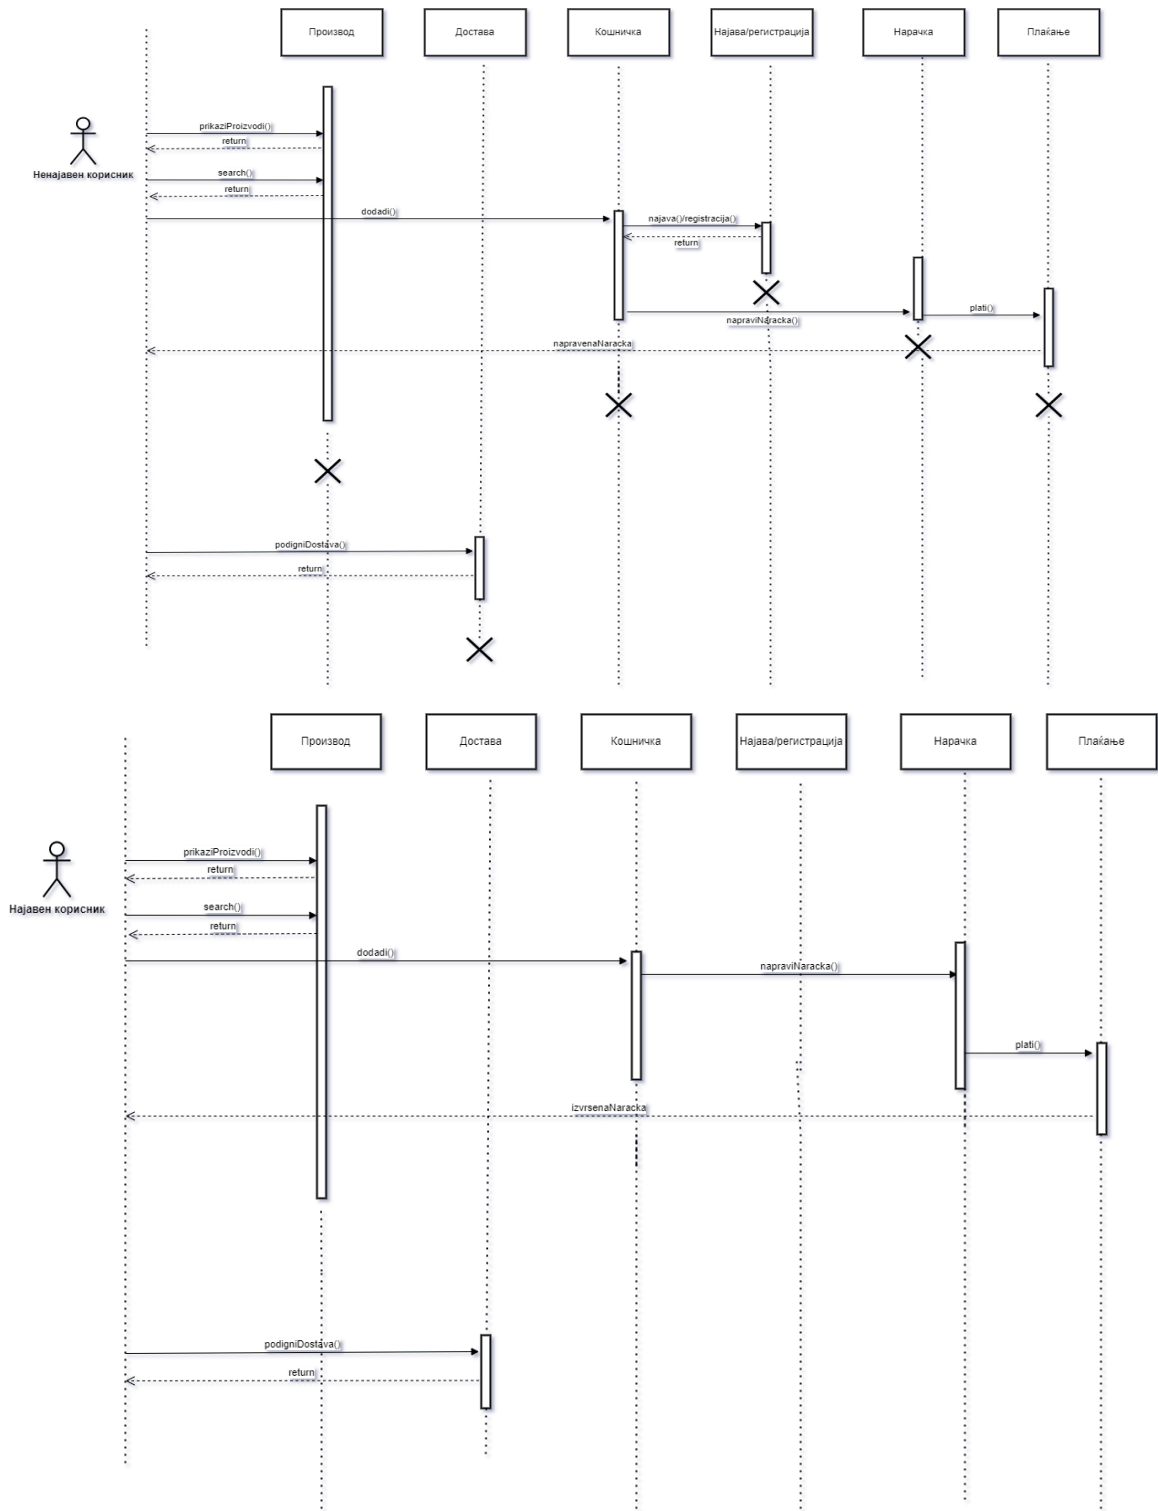 Производ
Достава
Кошничка
Најава/регистрација
Нарачка
Плаќање
Ненајавен корисник
prikaziProizvodi()
return
search()
return
dodadi()
najava()/registracija()
return
napraviNaracka()
plati()
napravenaNaracka
podigniDostava()
return
Производ
Достава
Кошничка
Најава/регистрација
Нарачка
Плаќање
Најавен корисник
prikaziProizvodi()
return
search()
return
dodadi()
napraviNaracka()
plati()
izvrsenaNaracka
podigniDostava()
return